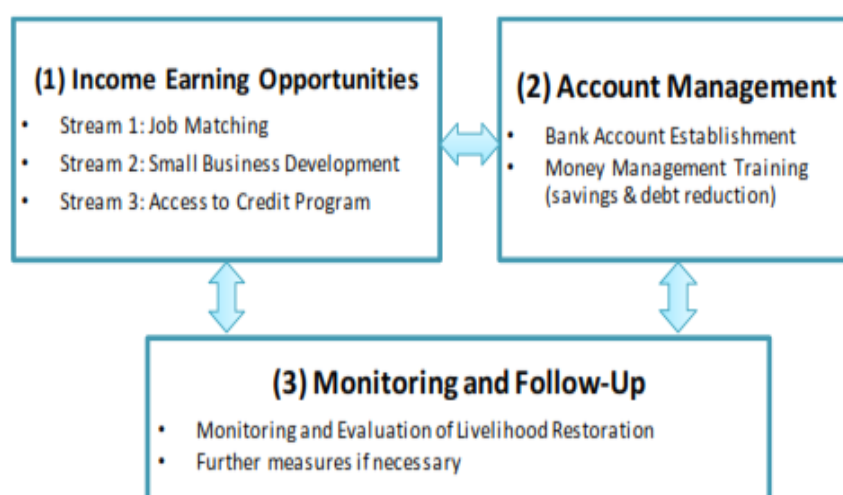 (1) Income Earning Opportunities
• Stream 1: Job Matching
• Stream 2: Small Business Development
• Stream 3: Access to Credit Program
(2) Account Management
• Bank Account Establishment
• Money Management Training
(savings & debt reduction)
(3) Monitoring and Follow-Up
• Monitoring and Evaluation of Livelihood Restoration
• Further measures if necessary